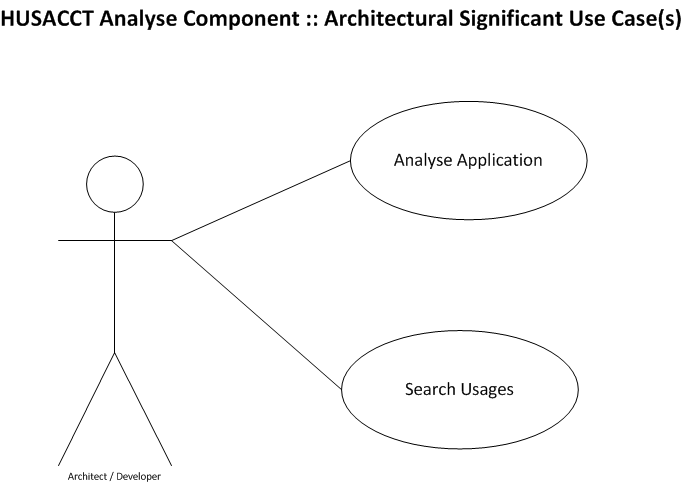 HUSACCT Analyse Component :: Architectural Significant Use Case(s)
Analyse Application
Search Usages
Architect / Developer